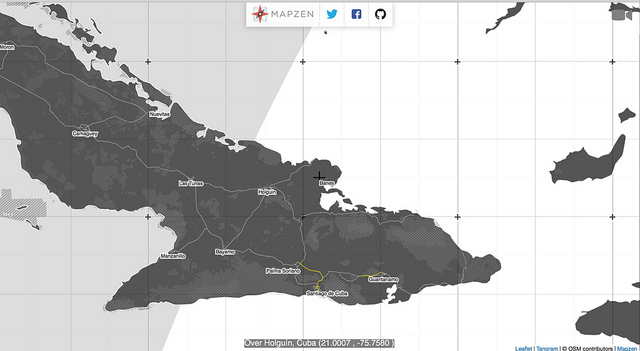 MAPZEN
Moron
Nuevitas
Camaguey
Las Tunas
Holguin
Banes
Manzanillo
Bayamo
Palma Soriano
Guantanamo
Santiago de Cuba
Over Holguin, Cuba (21.0007 , -75.7580 )
Leaflet | Tangram | © OSM contributors | Mapzen